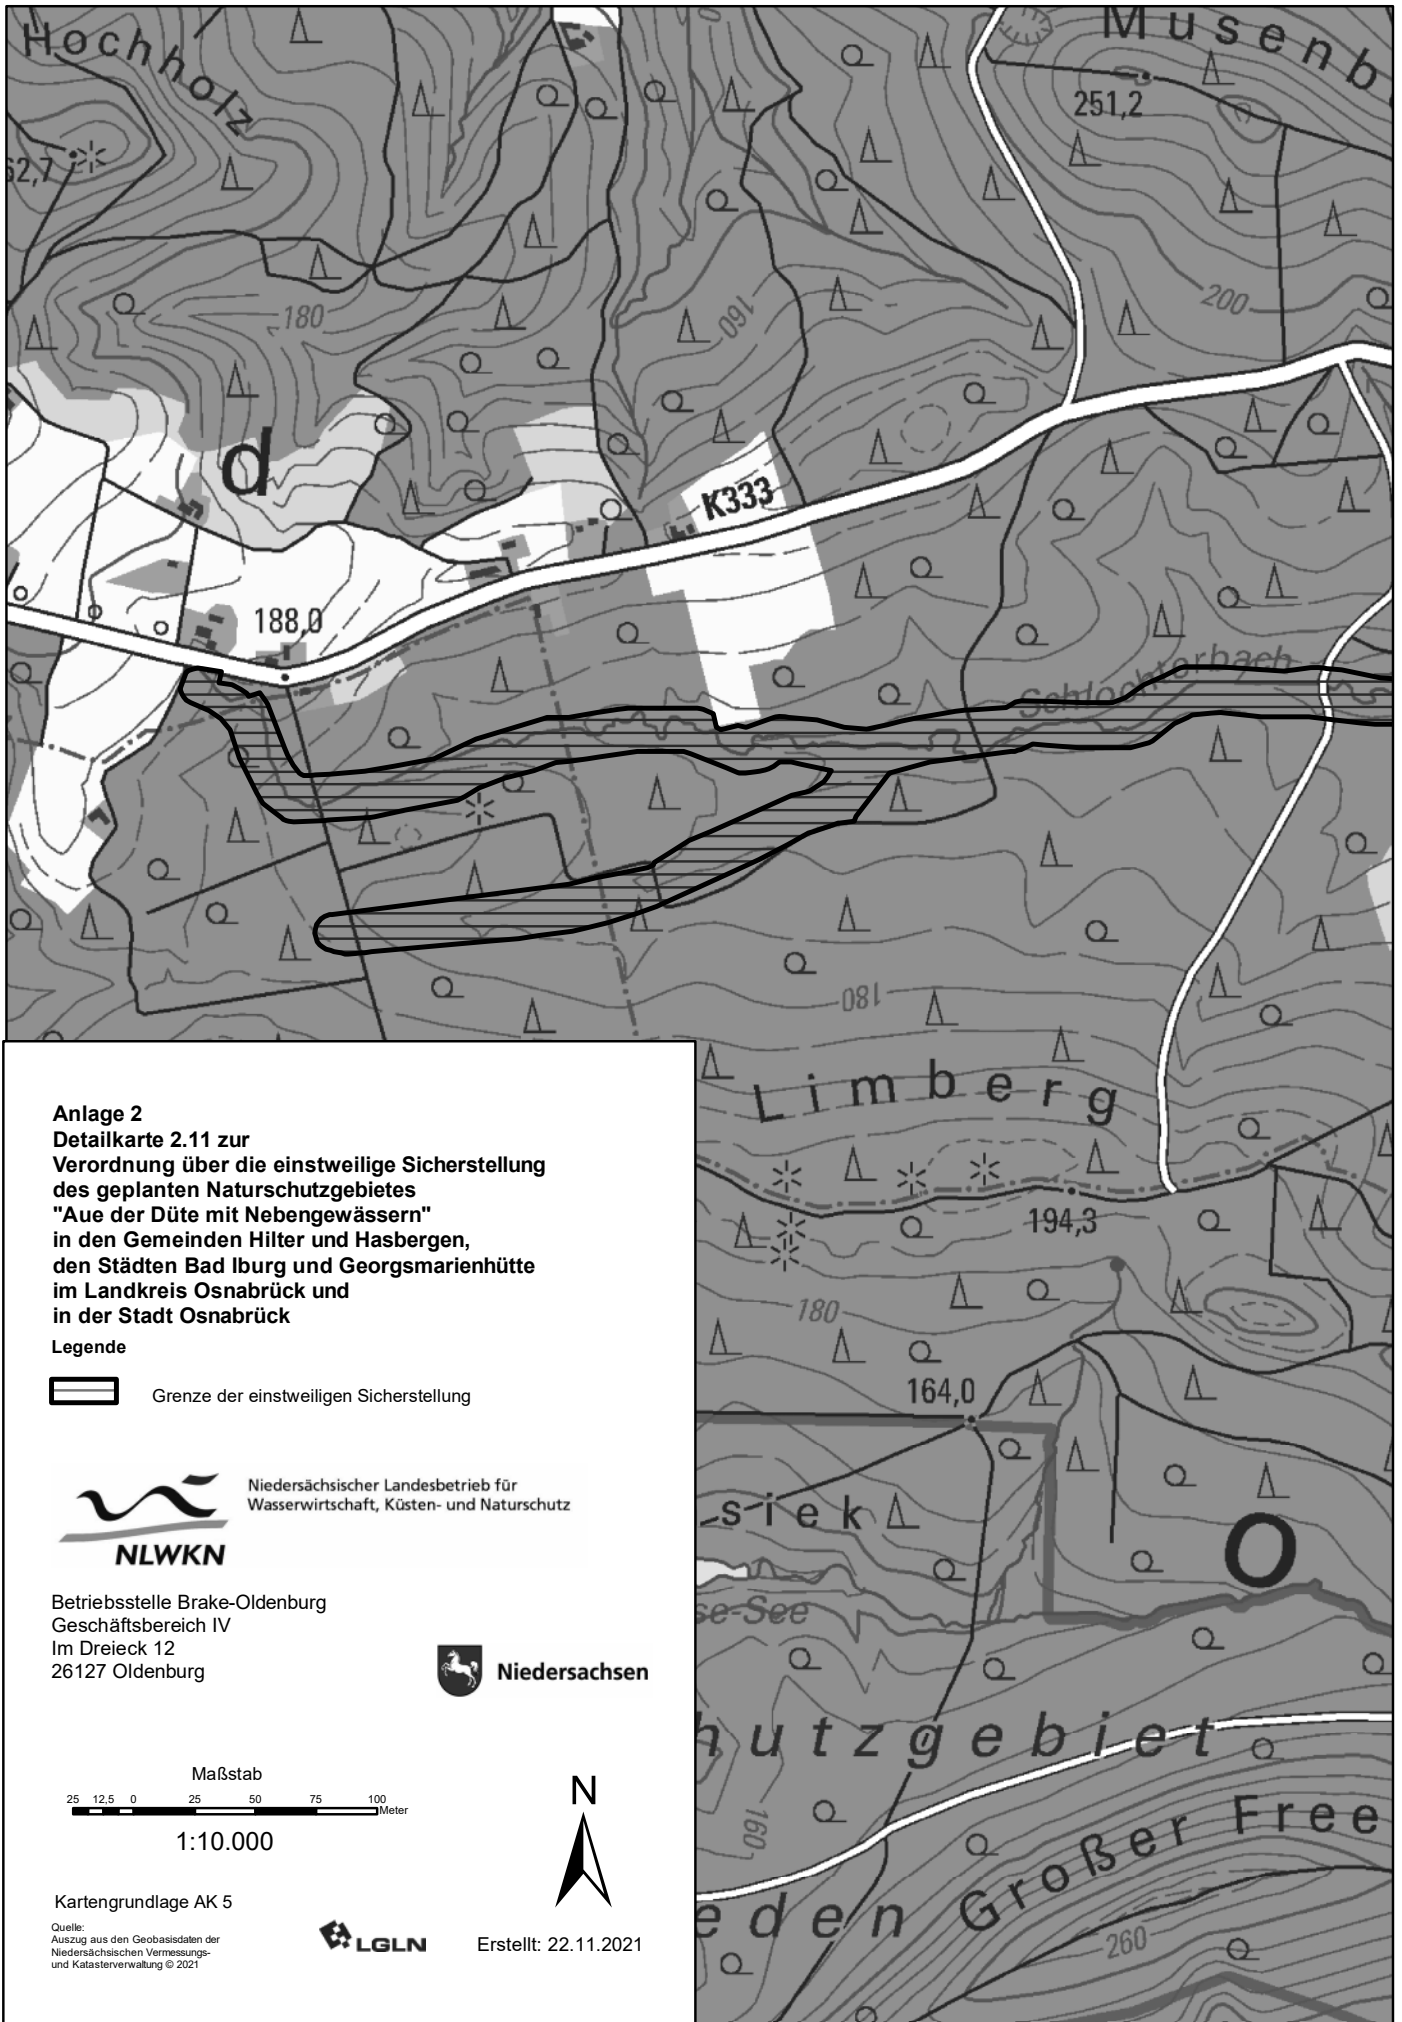 Hochholz
Musenb
251,2
62,7
180
160
200
d
K333
188,0
Schlochterbach
180
Limberg
194,3
180
164,0
siek
se-See
O
hutzgebiet
160
Großer Free
eden
260
Anlage 2
Detailkarte 2.11 zur
Verordnung über die einstweilige Sicherstellung
des geplanten Naturschutzgebietes
"Aue der Düte mit Nebengewässern"
in den Gemeinden Hilter und Hasbergen,
den Städten Bad Iburg und Georgsmarienhütte
im Landkreis Osnabrück und
in der Stadt Osnabrück
Legende
Grenze der einstweiligen Sicherstellung
Niedersächsischer Landesbetrieb für
Wasserwirtschaft, Küsten- und Naturschutz
NLWKN
Betriebsstelle Brake-Oldenburg
Geschäftsbereich IV
Im Dreieck 12
26127 Oldenburg
Niedersachsen
Maßstab
25 12,5 0 25 50 75 100
Meter
1:10.000
N
Kartengrundlage AK 5
Quelle:
Auszug aus den Geobasisdaten der
Niedersächsischen Vermessungs-
und Katasterverwaltung © 2021
LGLN
Erstellt: 22.11.2021